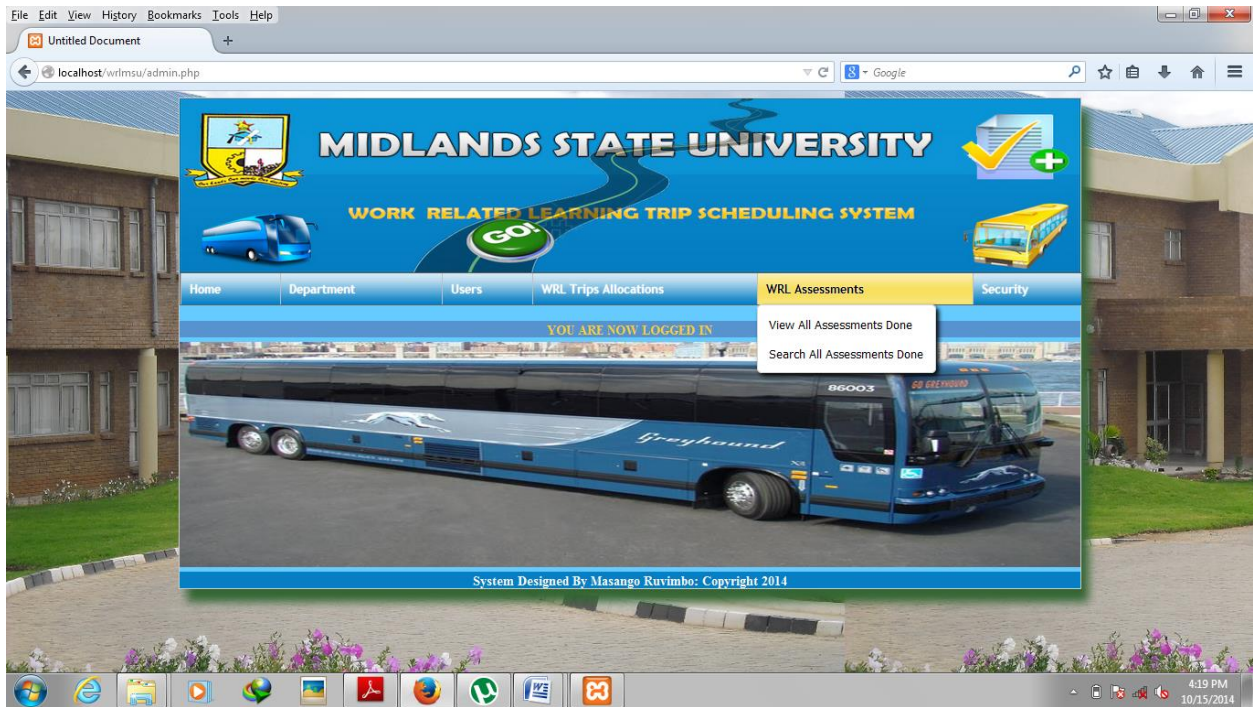 File Edit View History Bookmarks Tools Help
Untitled Document
localhost/wrlmsu/admin.php
Google
MIDLANDS STATE UNIVERSITY
WORK RELATED LEARNING TRIP SCHEDULING SYSTEM
GO!
Home Department Users WRL Trips Allocations WRL Assessments Security
View All Assessments Done
Search All Assessments Done
YOU ARE NOW LOGGED IN
86003 GO GREYHOUND
Greyhound
System Designed By Masango Ruvimbo: Copyright 2014
4:19 PM
10/15/2014